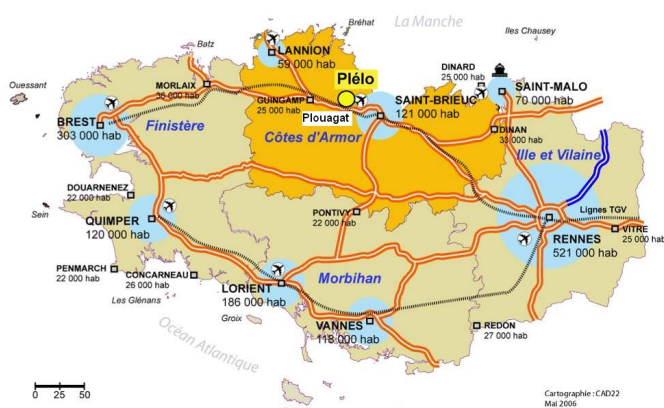 La Manche
Bréhat
Iles Chausey
Batz
LANNION
59 000 hab
DINARD
25 000 hab
Ouessant
MORLAIX
36 000 hab
Plélo
SAINT-MALO
70 000 hab
GUINGAMP
25 000 hab
SAINT-BRIEUC
121 000 hab
BREST
303 000 hab
Finistère
Plouagat
Côtes d'Armor
DINAN
33 000 hab
Ille et Vilaine
DOUARNENEZ
22 000 hab
Sein
QUIMPER
120 000 hab
PONTIVY
22 000 hab
Lignes TGV
RENNES
521 000 hab
VITRE
25 000 hab
PENMARCH
22 000 hab
CONCARNEAU
26 000 hab
Morbihan
LORIENT
186 000 hab
Les Glénans
Groix
VANNES
118 000 hab
REDON
27 000 hab
Océan Atlantique
0 25 50
Cartographie : CAD22
Mai 2006